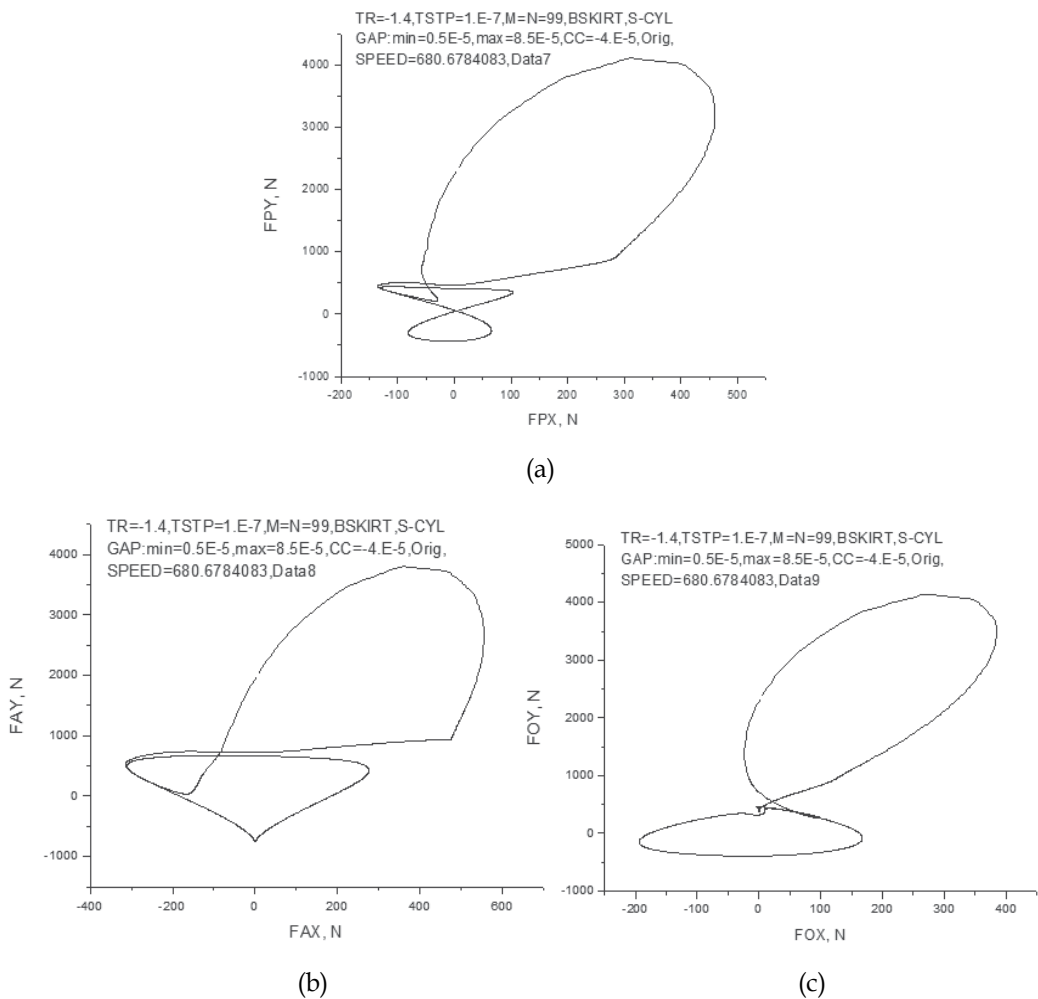 TR=-1.4,TSTP=1.E-7,M=N=99,BSKIRT,S-CYL
GAP:min=0.5E-5,max=8.5E-5,CC=-4.E-5,Orig,
SPEED=680.6784083,Data7
4000
3000
2000
1000
0
-1000
FPY, N
-200
-100
0
100
200
300
400
500
FPX, N
(a)
TR=-1.4,TSTP=1.E-7,M=N=99,BSKIRT,S-CYL
GAP:min=0.5E-5,max=8.5E-5,CC=-4.E-5,Orig,
SPEED=680.6784083,Data8
4000
3000
2000
1000
0
-1000
FAY, N
-400
-200
0
200
400
600
FAX, N
(b)
TR=-1.4,TSTP=1.E-7,M=N=99,BSKIRT,S-CYL
GAP:min=0.5E-5,max=8.5E-5,CC=-4.E-5,Orig,
SPEED=680.6784083,Data9
5000
4000
3000
2000
1000
0
-1000
FOY, N
-200
-100
0
100
200
300
400
FOX, N
(c)